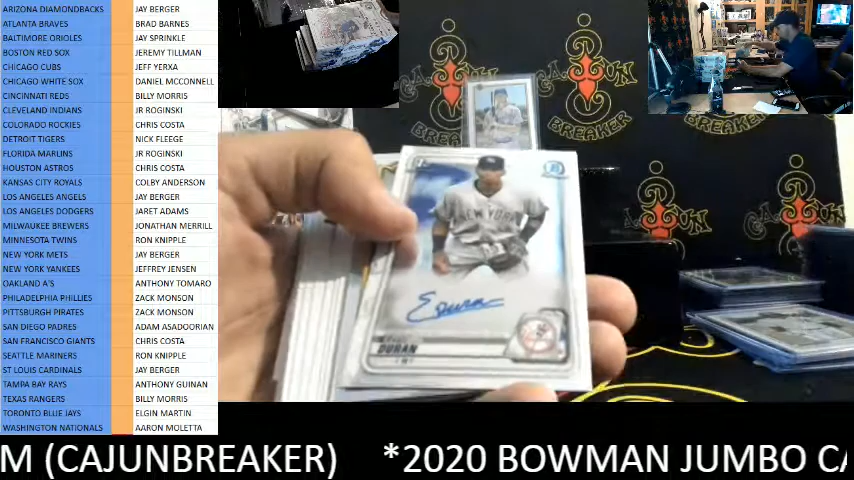 ARIZONA DIAMONDBACKS JAY BERGER
ATLANTA BRAVES BRAD BARNES
BALTIMORE ORIOLES JAY SPRINKLE
BOSTON RED SOX JEREMY TILLMAN
CHICAGO CUBS JEFF YERXA
CHICAGO WHITE SOX DANIEL MCCONNELL
CINCINNATI REDS BILLY MORRIS
CLEVELAND INDIANS JR ROGINSKI
COLORADO ROCKIES CHRIS COSTA
DETROIT TIGERS NICK FLEEGE
FLORIDA MARLINS JR ROGINSKI
HOUSTON ASTROS CHRIS COSTA
KANSAS CITY ROYALS COLBY ANDERSON
LOS ANGELES ANGELS JAY BERGER
LOS ANGELES DODGERS JARET ADAMS
MILWAUKEE BREWERS JONATHAN MERRILL
MINNESOTA TWINS RON KNIPPLE
NEW YORK METS JAY BERGER
NEW YORK YANKEES JEFFREY JENSEN
OAKLAND A'S ANTHONY TOMARO
PHILADELPHIA PHILLIES ZACK MONSON
PITTSBURGH PIRATES ZACK MONSON
SAN DIEGO PADRES ADAM ASADOORIAN
SAN FRANCISCO GIANTS CHRIS COSTA
SEATTLE MARINERS RON KNIPPLE
ST LOUIS CARDINALS JAY BERGER
TAMPA BAY RAYS ANTHONY GUINAN
TEXAS RANGERS BILLY MORRIS
TORONTO BLUE JAYS ELGIN MARTIN
WASHINGTON NATIONALS AARON MOLETTA
BREAKER
BREAKER
NEW YORK
DURAN
M (CAJUNBREAKER) *2020 BOWMAN JUMBO CA